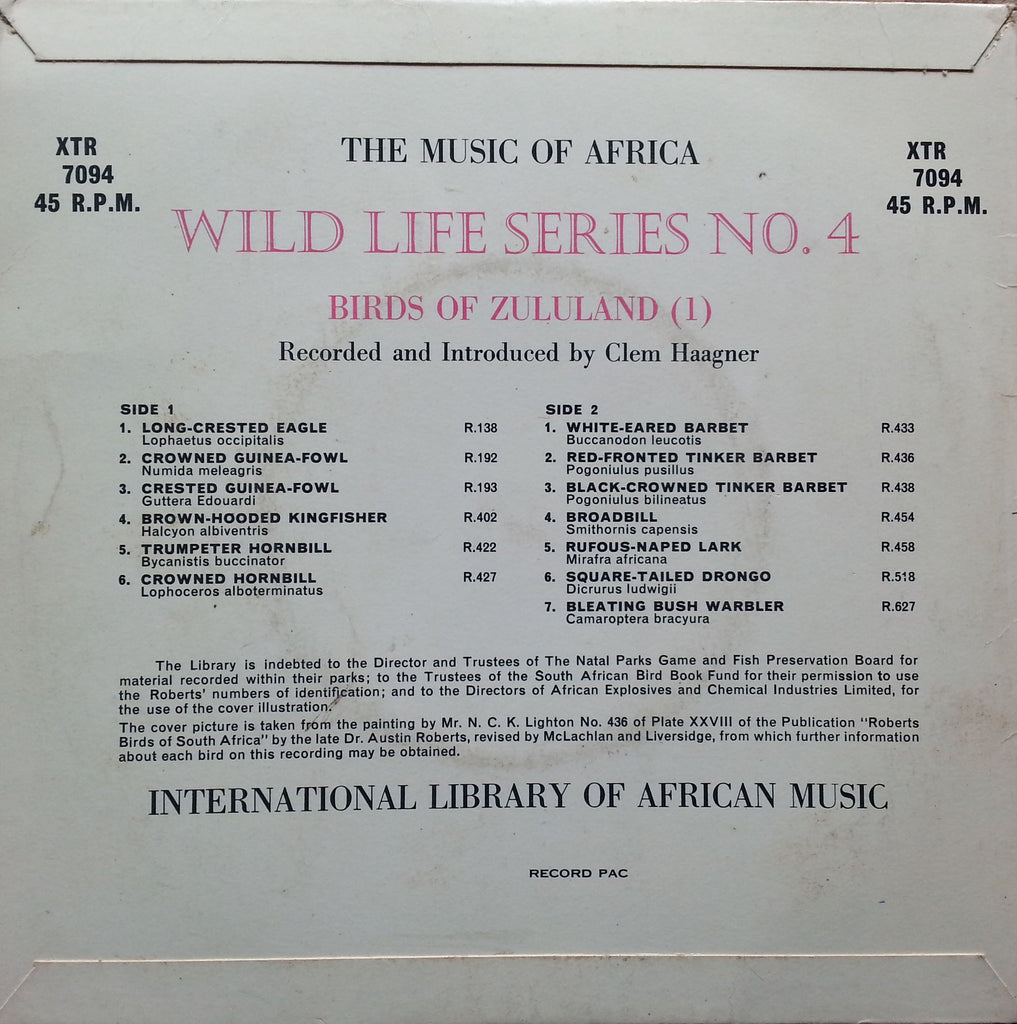 XTR
7094
45 R.P.M.
THE MUSIC OF AFRICA
XTR
7094
45 R.P.M.
WILD LIFE SERIES NO. 4
BIRDS OF ZULULAND (1)
Recorded and Introduced by Clem Haagner
SIDE 1
1. LONG-CRESTED EAGLE R.138
Lophaetus occipitalis
2. CROWNED GUINEA-FOWL R.192
Numida meleagris
3. CRESTED GUINEA-FOWL R.193
Guttera Edouardi
4. BROWN-HOODED KINGFISHER R.402
Halcyon albiventris
5. TRUMPETER HORNBILL R.422
Bycanistis buccinator
6. CROWNED HORNBILL R.427
Lophoceros alboterminatus
SIDE 2
1. WHITE-EARED BARBET R.433
Buccanodon leucotis
2. RED-FRONTED TINKER BARBET R.436
Pogoniulus pusillus
3. BLACK-CROWNED TINKER BARBET R.438
Pogoniulus bilineatus
4. BROADBILL R.454
Smithornis capensis
5. RUFOUS-NAPED LARK R.458
Mirafra africana
6. SQUARE-TAILED DRONGO R.518
Dicrurus ludwigii
7. BLEATING BUSH WARBLER R.627
Camaroptera bracyura
The Library is indebted to the Director and Trustees of The Natal Parks Game and Fish Preservation Board for
material recorded within their parks; to the Trustees of the South African Bird Book Fund for their permission to use
the Roberts' numbers of identification; and to the Directors of African Explosives and Chemical Industries Limited, for
the use of the cover illustration.
The cover picture is taken from the painting by Mr. N. C. K. Lighton No. 436 of Plate XXVIII of the Publication "Roberts
Birds of South Africa" by the late Dr. Austin Roberts, revised by McLachlan and Liversidge, from which further information
about each bird on this recording may be obtained.
INTERNATIONAL LIBRARY OF AFRICAN MUSIC
RECORD PAC